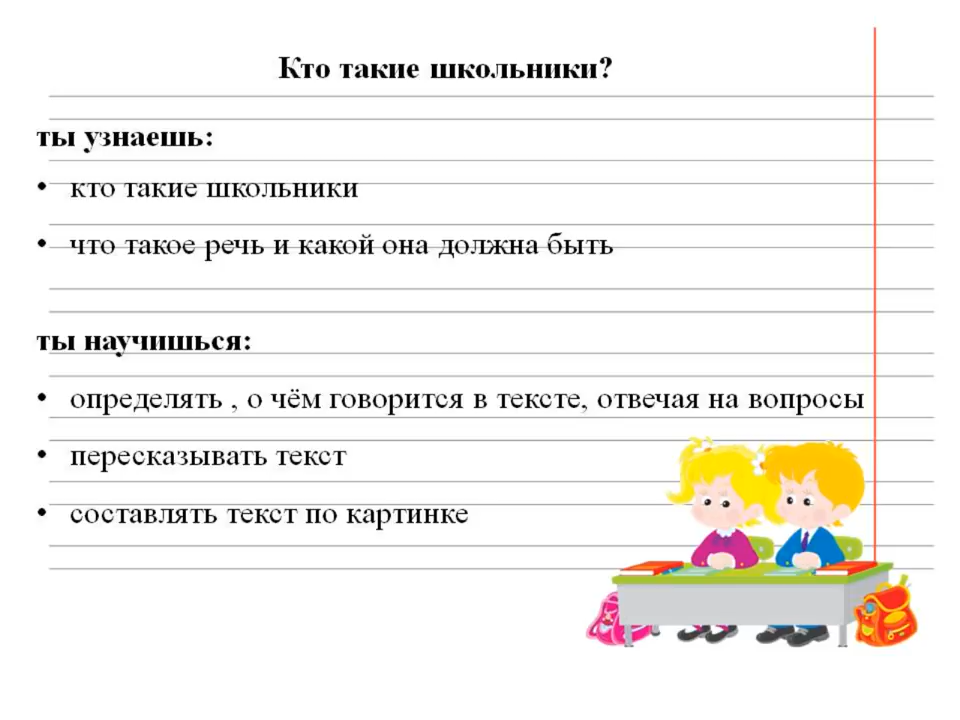 Кто такие школьники?
ты узнаешь:
• кто такие школьники
• что такое речь и какой она должна быть
ты научишься:
• определять , о чём говорится в тексте, отвечая на вопросы
• пересказывать текст
• составлять текст по картинке